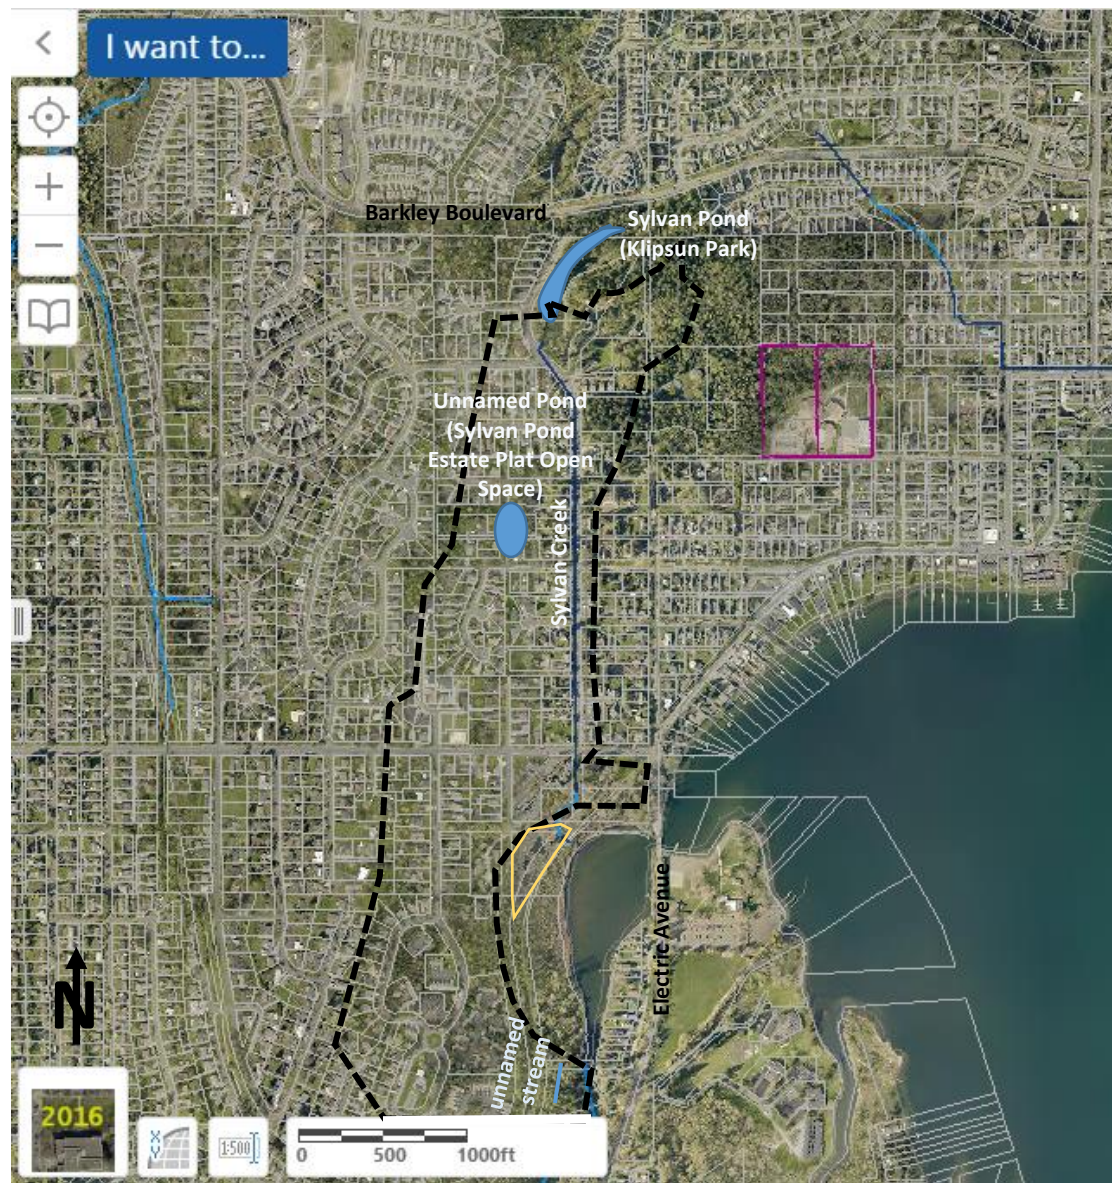 I want to...
Barkley Boulevard
Sylvan Pond
(Klipsun Park)
Unnamed Pond
(Sylvan Pond
Estate Plat Open
Space)
Sylvan Creek
Electric Avenue
N
unnamed
stream
2016
X
Y
1:500
0 500 1000ft